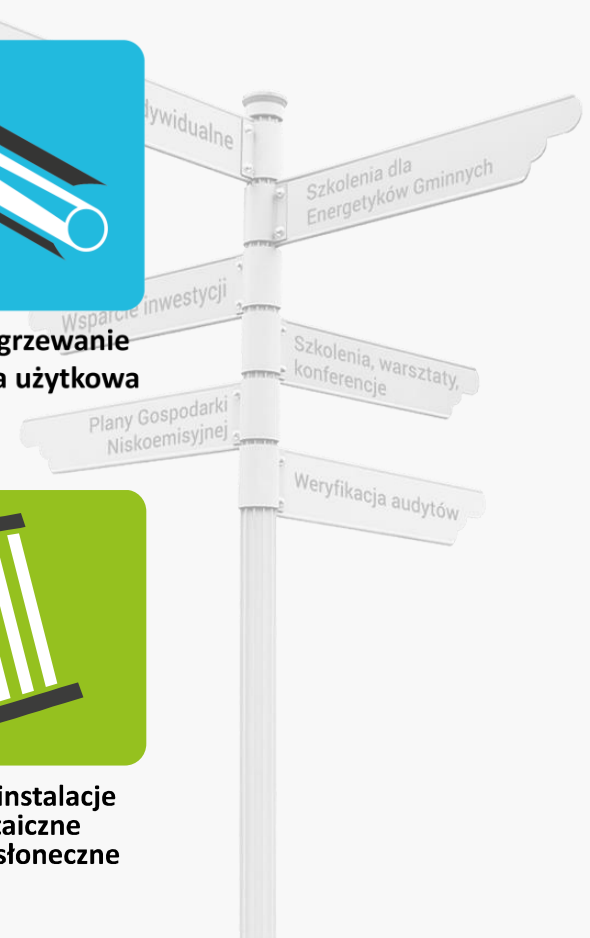 dywidualne
Szkolenia dla
Energetyków Gminnych
Wsparcie inwestycji
grzewanie
a użytkowa
Szkolenia, warsztaty,
konferencje
Plany Gospodarki
Niskoemisyjnej
Weryfikacja audytów
instalacje
taiczne
słoneczne